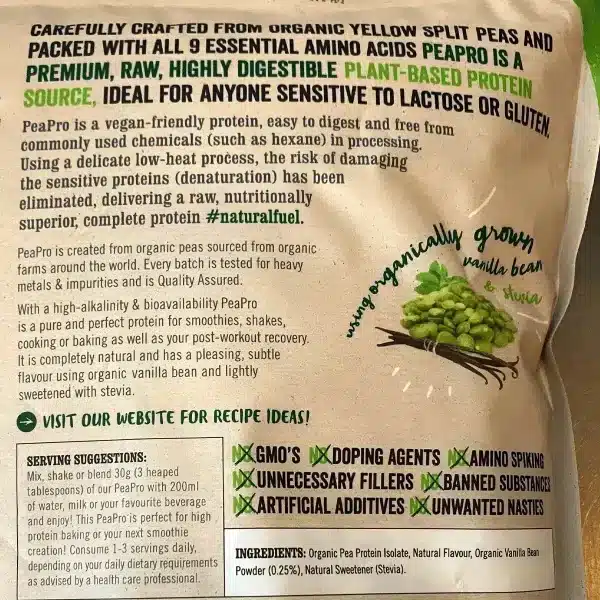 CAREFULLY CRAFTED FROM ORGANIC YELLOW SPLIT PEAS AND
PACKED WITH ALL 9 ESSENTIAL AMINO ACIDS PEAPRO IS A
PREMIUM, RAW, HIGHLY DIGESTIBLE PLANT-BASED PROTEIN
SOURCE, IDEAL FOR ANYONE SENSITIVE TO LACTOSE OR GLUTEN.
PeaPro is a vegan-friendly protein, easy to digest and free from
commonly used chemicals (such as hexane) in processing.
Using a delicate low-heat process, the risk of damaging
the sensitive proteins (denaturation) has been
eliminated, delivering a raw, nutritionally
superior, complete protein #naturalfuel.
PeaPro is created from organic peas sourced from organic
farms around the world. Every batch is tested for heavy
metals & impurities and is Quality Assured.
With a high-alkalinity & bioavailability PeaPro
is a pure and perfect protein for smoothies, shakes,
cooking or baking as well as your post-workout recovery.
It is completely natural and has a pleasing, subtle
flavour using organic vanilla bean and lightly
sweetened with stevia.
using organically grown
vanilla bean
& stevia
VISIT OUR WEBSITE FOR RECIPE IDEAS!
SERVING SUGGESTIONS:
Mix, shake or blend 30g (3 heaped
tablespoons) of our PeaPro with 200ml
of water, milk or your favourite beverage
and enjoy! This PeaPro is perfect for high
protein baking or your next smoothie
creation! Consume 1-3 servings daily,
depending on your daily dietary requirements
as advised by a health care professional.
NO GMO'S NO DOPING AGENTS NO AMINO SPIKING
NO UNNECESSARY FILLERS NO BANNED SUBSTANCES
NO ARTIFICIAL ADDITIVES NO UNWANTED NASTIES
INGREDIENTS: Organic Pea Protein Isolate, Natural Flavour, Organic Vanilla Bean
Powder (0.25%), Natural Sweetener (Stevia).